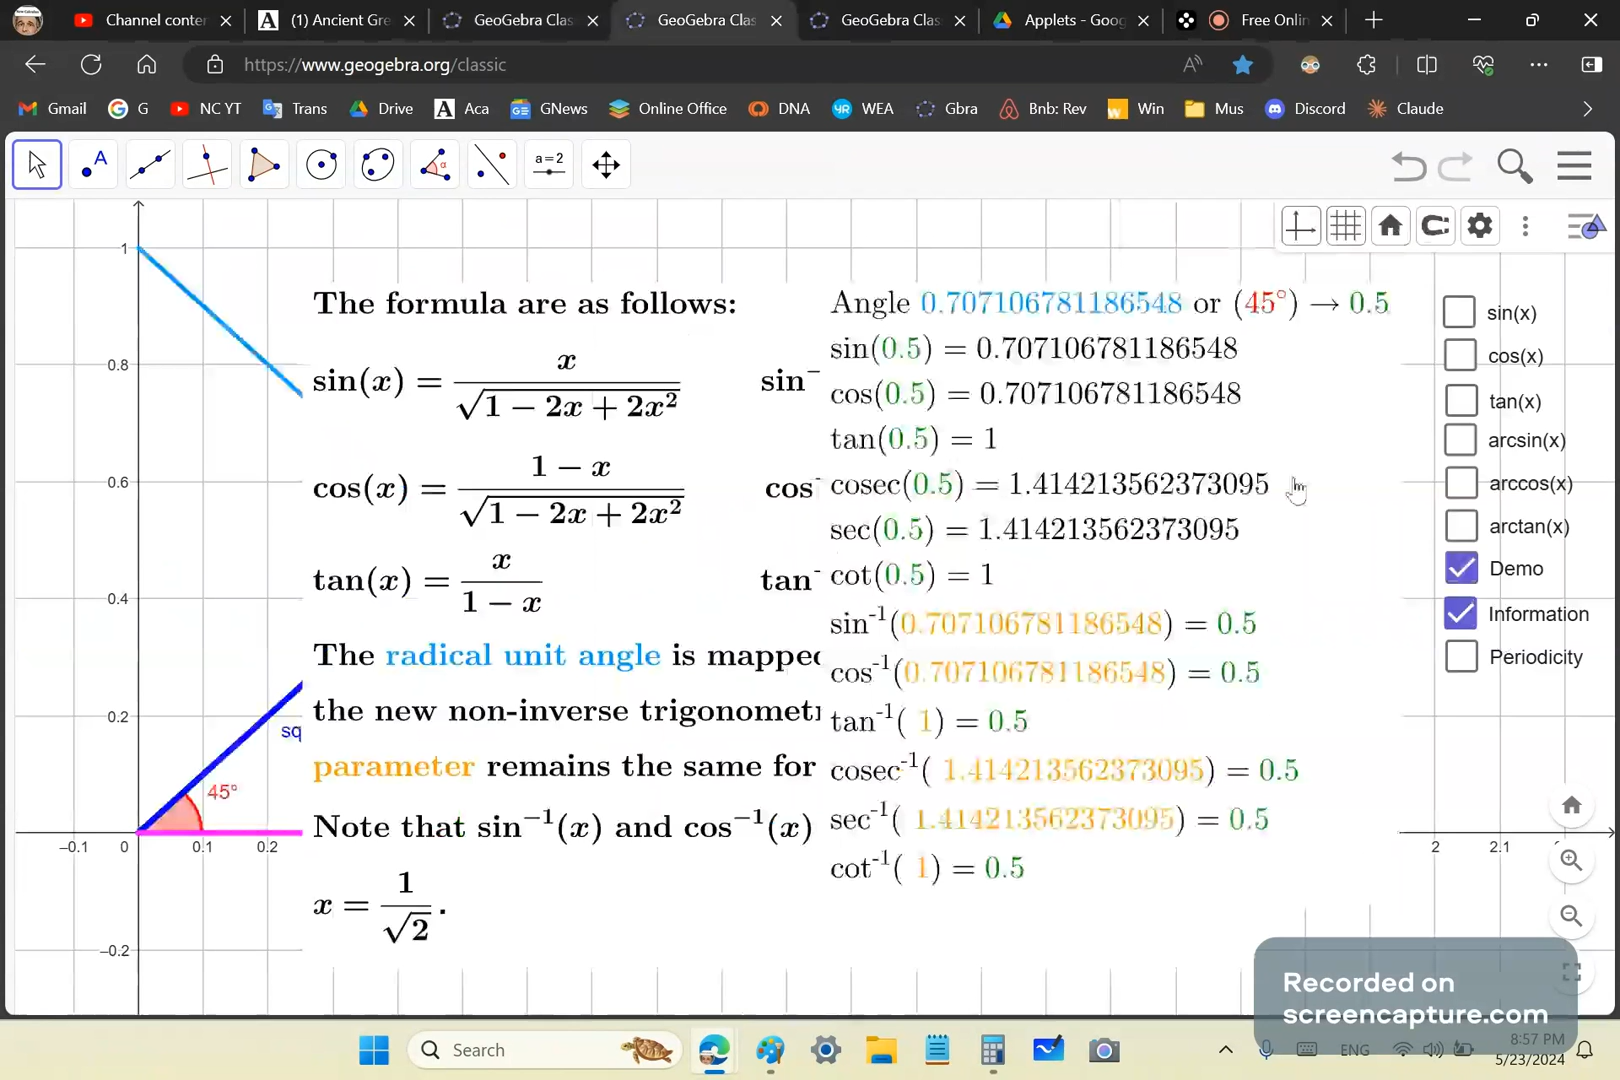 Channel conter
(1) Ancient Gre
GeoGebra Clas
GeoGebra Clas
GeoGebra Clas
Applets - Goog
Free Onlin
https://www.geogebra.org/classic
Gmail
G
NC YT
Trans
Drive
Aca
GNews
Online Office
DNA
WEA
Gbra
Bnb: Rev
Win
Mus
Discord
Claude
A
a=2
The formula are as follows:
sin(x) = x / √(1 − 2x + 2x²)
sin⁻
cos(x) = (1 − x) / √(1 − 2x + 2x²)
cos⁻
tan(x) = x / (1 − x)
tan⁻
The radical unit angle is mapped
the new non-inverse trigonometr
parameter remains the same for
Note that sin⁻¹(x) and cos⁻¹(x)
x = 1/√2.
Angle 0.707106781186548 or (45°) → 0.5
sin(0.5) = 0.707106781186548
cos(0.5) = 0.707106781186548
tan(0.5) = 1
cosec(0.5) = 1.414213562373095
sec(0.5) = 1.414213562373095
cot(0.5) = 1
sin⁻¹(0.707106781186548) = 0.5
cos⁻¹(0.707106781186548) = 0.5
tan⁻¹( 1) = 0.5
cosec⁻¹( 1.414213562373095) = 0.5
sec⁻¹( 1.414213562373095) = 0.5
cot⁻¹( 1) = 0.5
sin(x)
cos(x)
tan(x)
arcsin(x)
arccos(x)
arctan(x)
Demo
Information
Periodicity
1
0.8
0.6
0.4
0.2
−0.2
sq
45°
−0.1 0 0.1 0.2 2 2.1
Recorded on
screencapture.com
Search
ENG
8:57 PM
5/23/2024